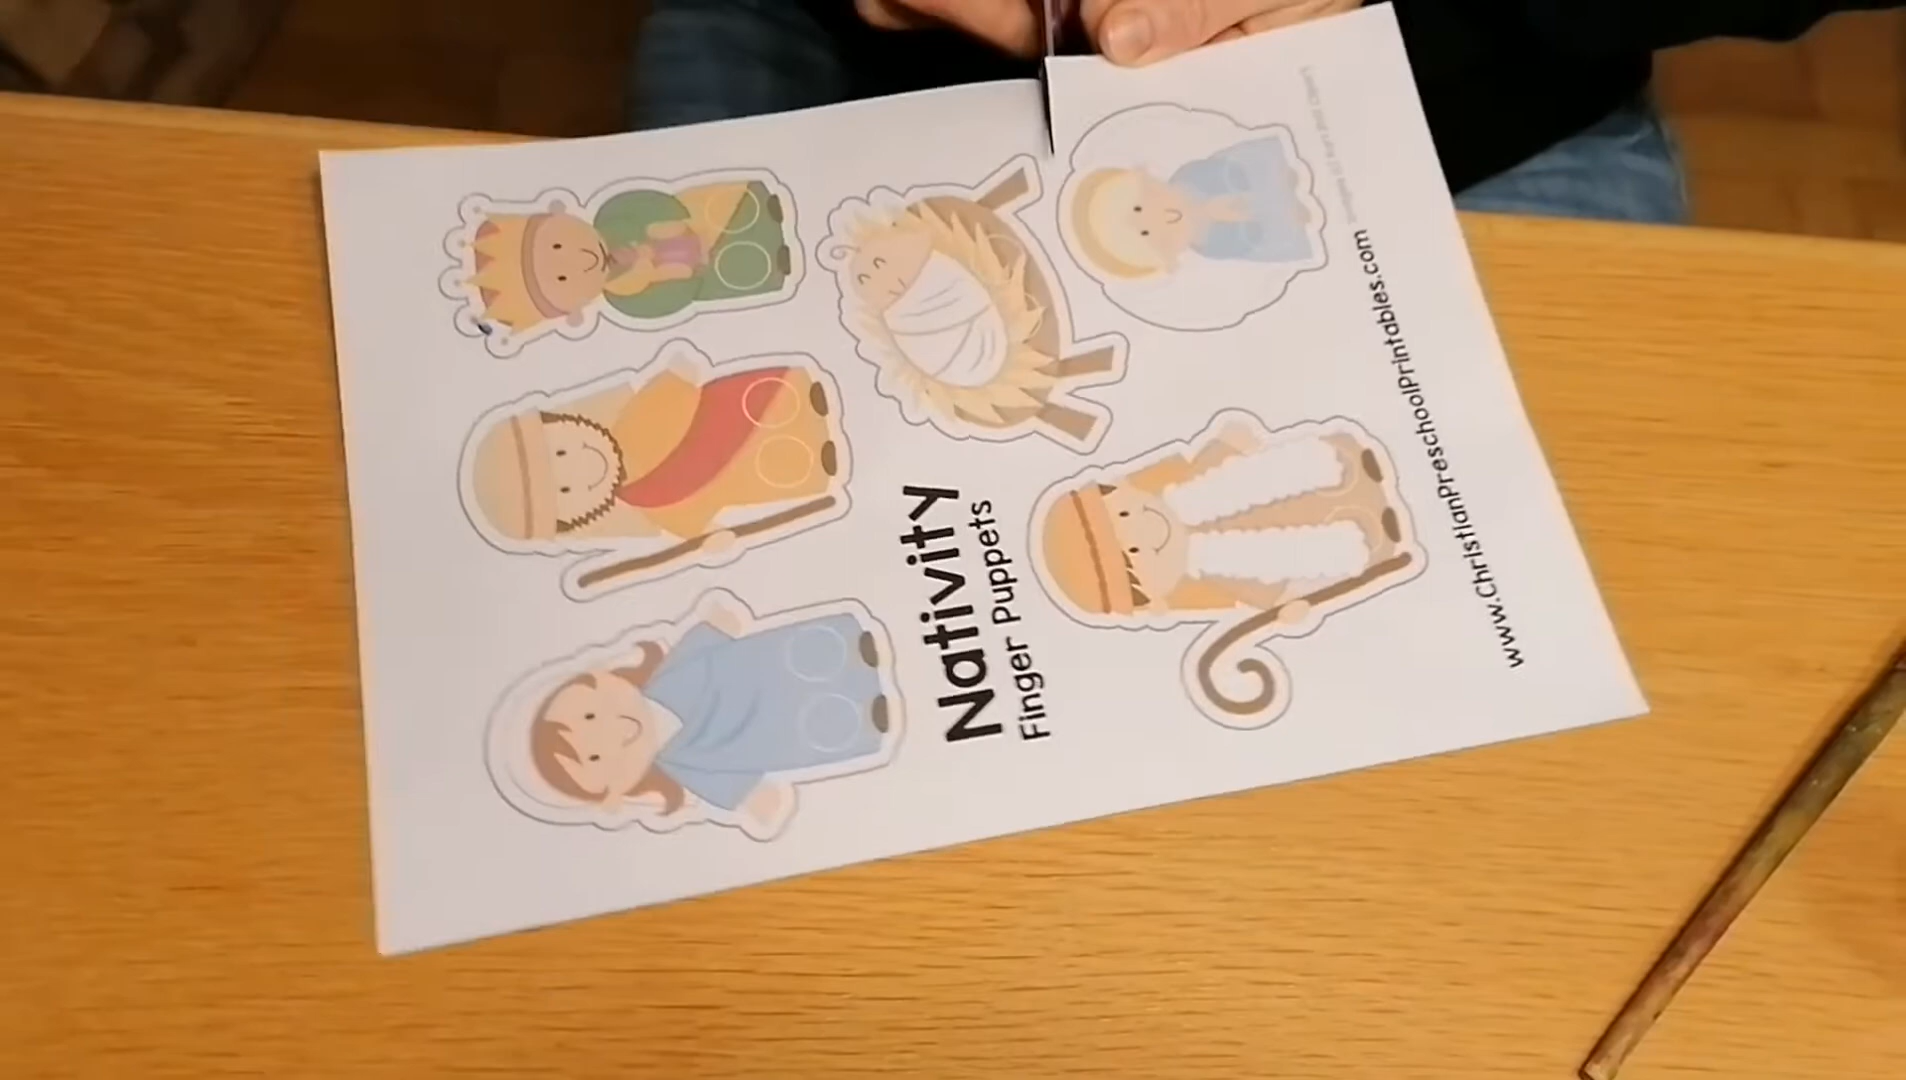 Nativity
Finger Puppets
www.ChristianPreschoolPrintables.com